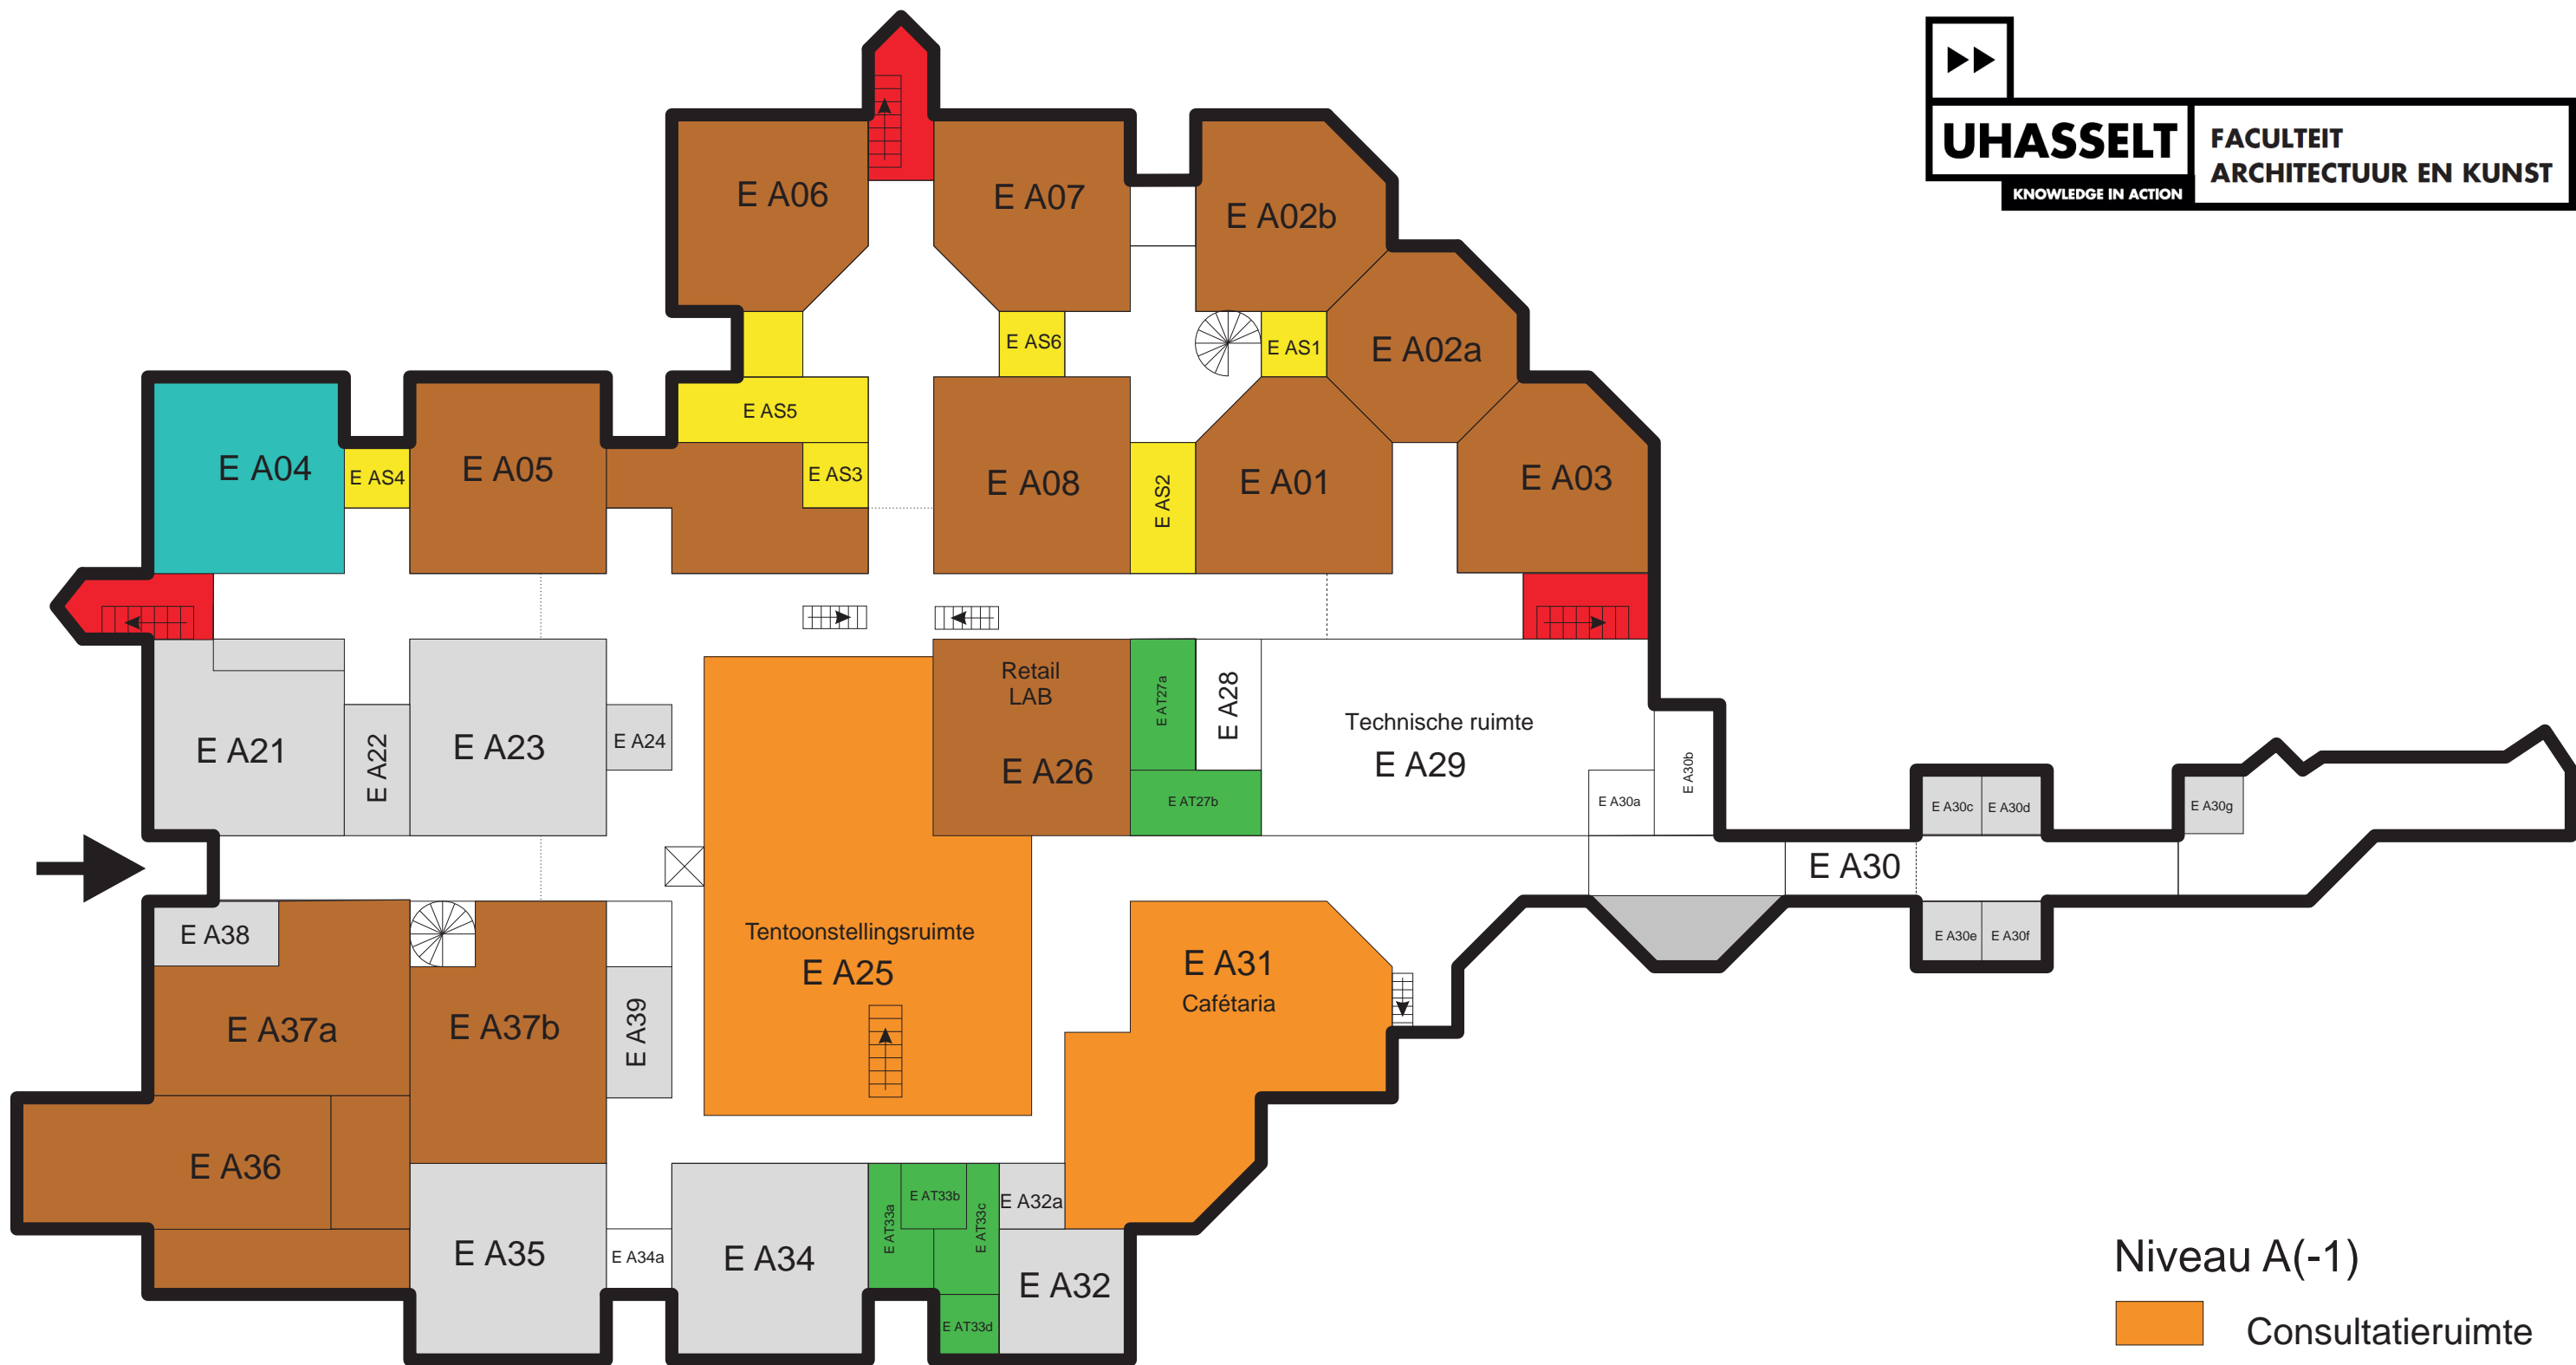 UHASSELT
KNOWLEDGE IN ACTION
FACULTEIT
ARCHITECTUUR EN KUNST
E A06
E A07
E A02b
E AS6
E AS1
E A02a
E AS5
E A04
E AS4
E A05
E AS3
E A08
E AS2
E A01
E A03
E A21
E A22
E A23
E A24
Retail
LAB
E A26
E AT27a
E AT27b
E A28
Technische ruimte
E A29
E A30a
E A30b
E A30c
E A30d
E A30g
E A30
E A30e
E A30f
E A38
E A37a
E A37b
E A39
Tentoonstellingsruimte
E A25
E A31
Cafétaria
E A36
E A35
E A34a
E A34
E AT33a
E AT33b
E AT33c
E AT33d
E A32a
E A32
Niveau A(-1)
Consultatieruimte